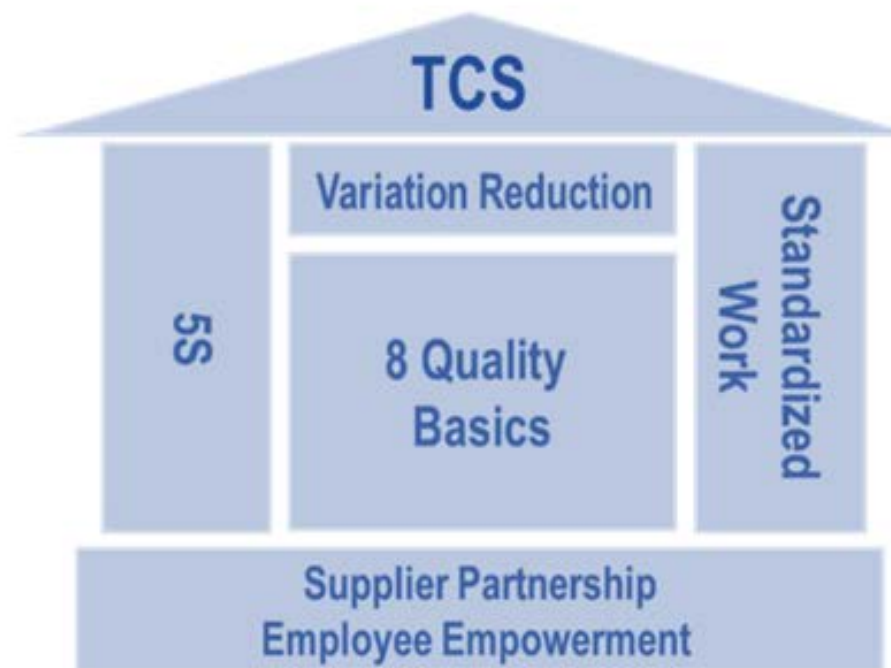 TCS
Variation Reduction
5S
8 Quality
Basics
Standardized
Work
Supplier Partnership
Employee Empowerment